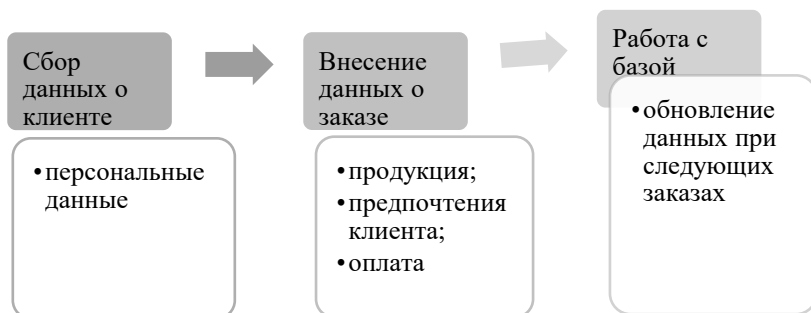 Сбор
данных о
клиенте
• персональные
данные
Внесение
данных о
заказе
• продукция;
• предпочтения
клиента;
• оплата
Работа с
базой
• обновление
данных при
следующих
заказах